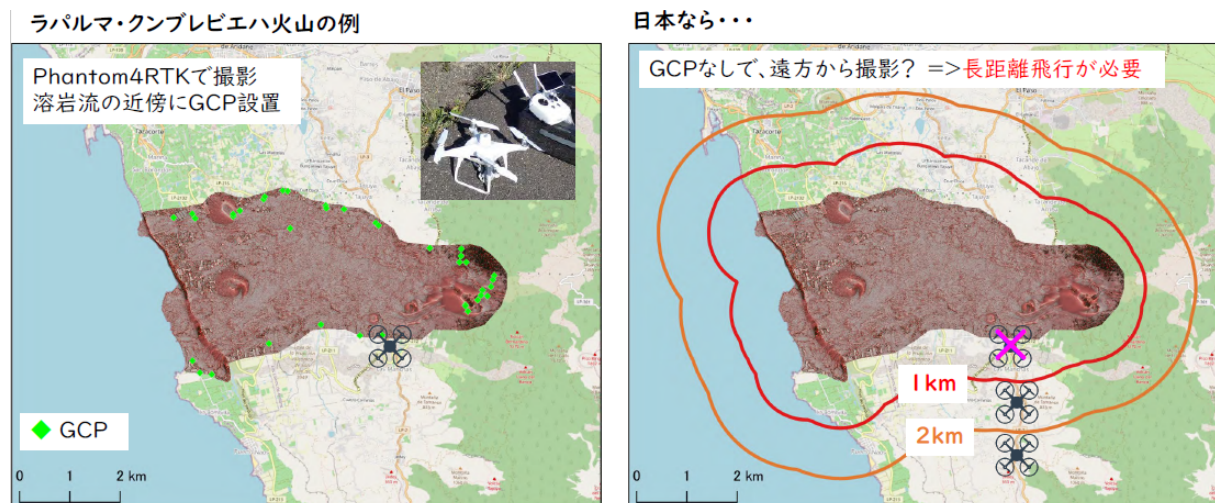 ラパルマ・クンブレビエハ火山の例
Phantom4RTKで撮影
溶岩流の近傍にGCP設置
GCP
0 1 2 km
日本なら・・・
GCPなしで、遠方から撮影? =>長距離飛行が必要
1km
2km
0 1 2 km